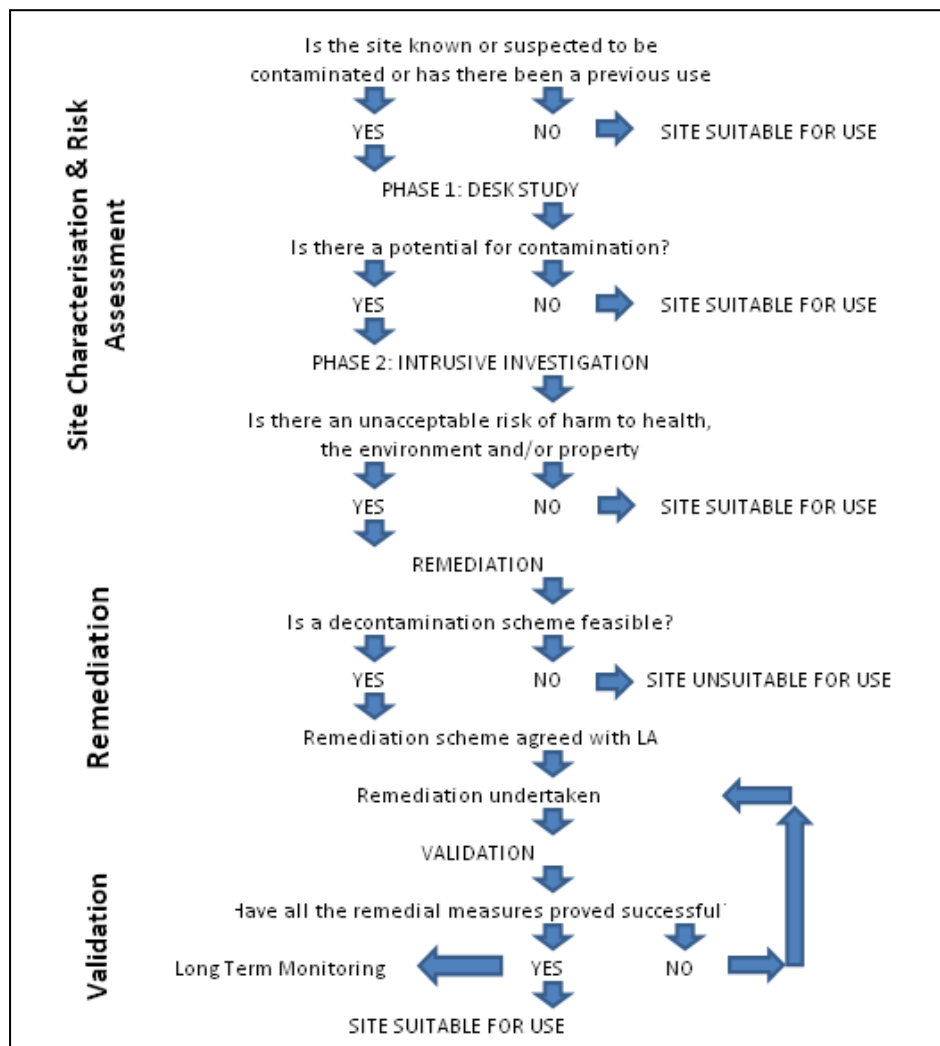 Is the site known or suspected to be
contaminated or has there been a previous use
YES
NO
SITE SUITABLE FOR USE
PHASE 1: DESK STUDY
Is there a potential for contamination?
YES
NO
SITE SUITABLE FOR USE
PHASE 2: INTRUSIVE INVESTIGATION
Is there an unacceptable risk of harm to health,
the environment and/or property
YES
NO
SITE SUITABLE FOR USE
Site Characterisation & Risk
Assessment
REMEDIATION
Is a decontamination scheme feasible?
YES
NO
SITE UNSUITABLE FOR USE
Remediation scheme agreed with LA
Remediation undertaken
Remediation
VALIDATION
Have all the remedial measures proved successful?
Long Term Monitoring
YES
NO
SITE SUITABLE FOR USE
Validation